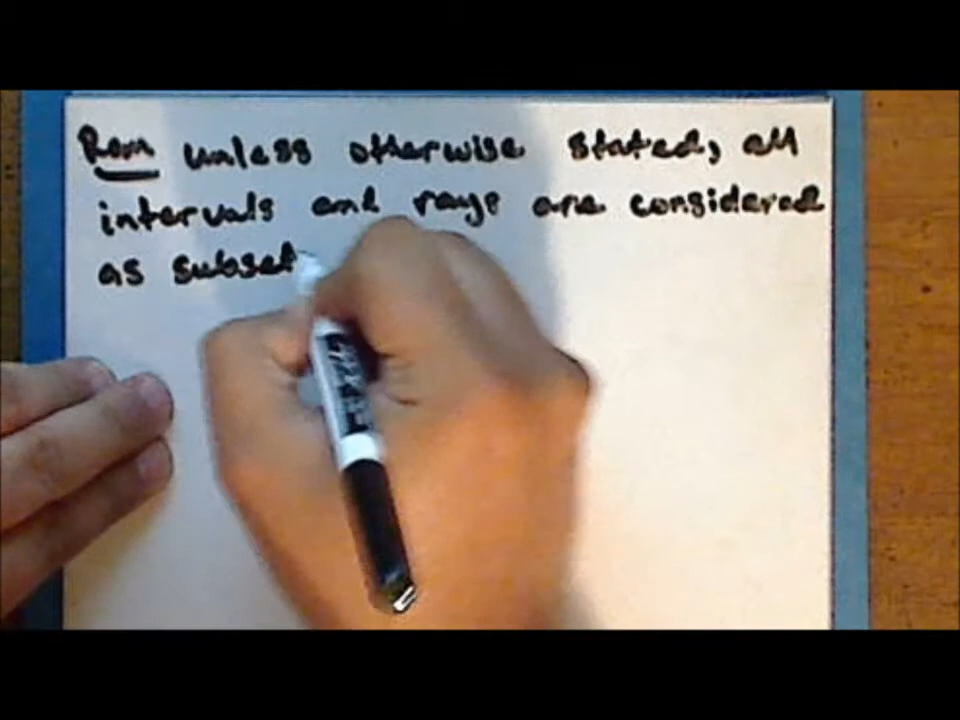 Rem unless otherwise stated, all
intervals and rays are considered
as subset